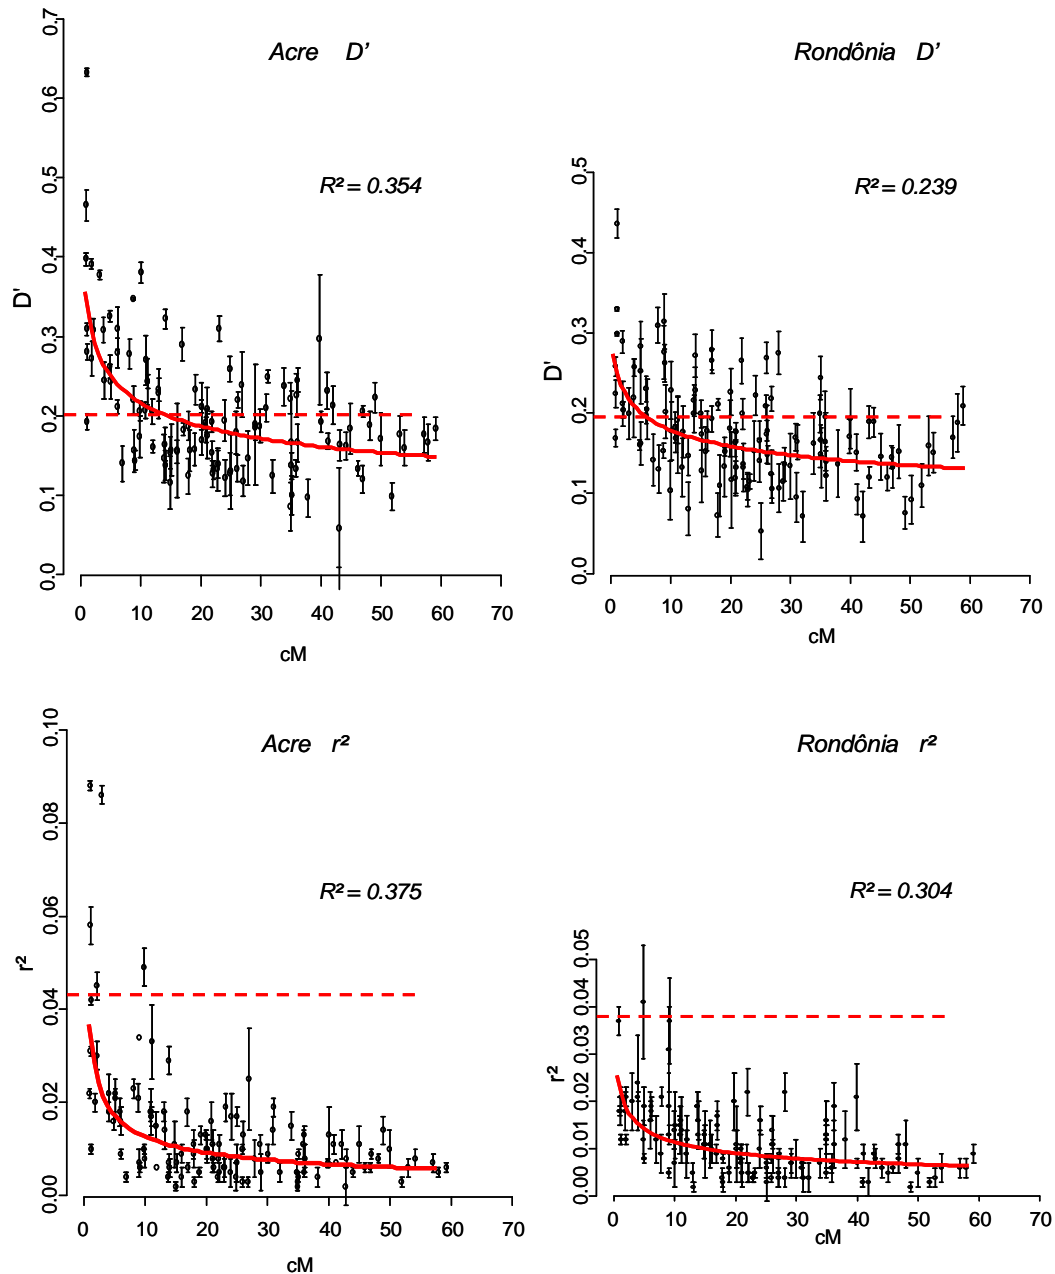 Acre D'
R² = 0.354
D'
0.0 0.1 0.2 0.3 0.4 0.5 0.6 0.7
0 10 20 30 40 50 60 70
cM
Rondônia D'
R² = 0.239
D'
0.0 0.1 0.2 0.3 0.4 0.5
0 10 20 30 40 50 60 70
cM
Acre r²
R² = 0.375
r²
0.00 0.02 0.04 0.06 0.08 0.10
0 10 20 30 40 50 60 70
cM
Rondônia r²
R² = 0.304
r²
0.00 0.01 0.02 0.03 0.04 0.05
0 10 20 30 40 50 60 70
cM